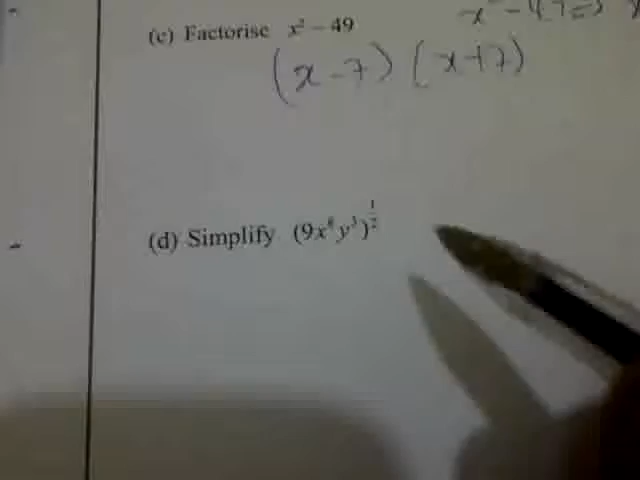 (c) Factorise x² – 49
(x - 7) (x + 7)
(d) Simplify (9x⁸y³)^½